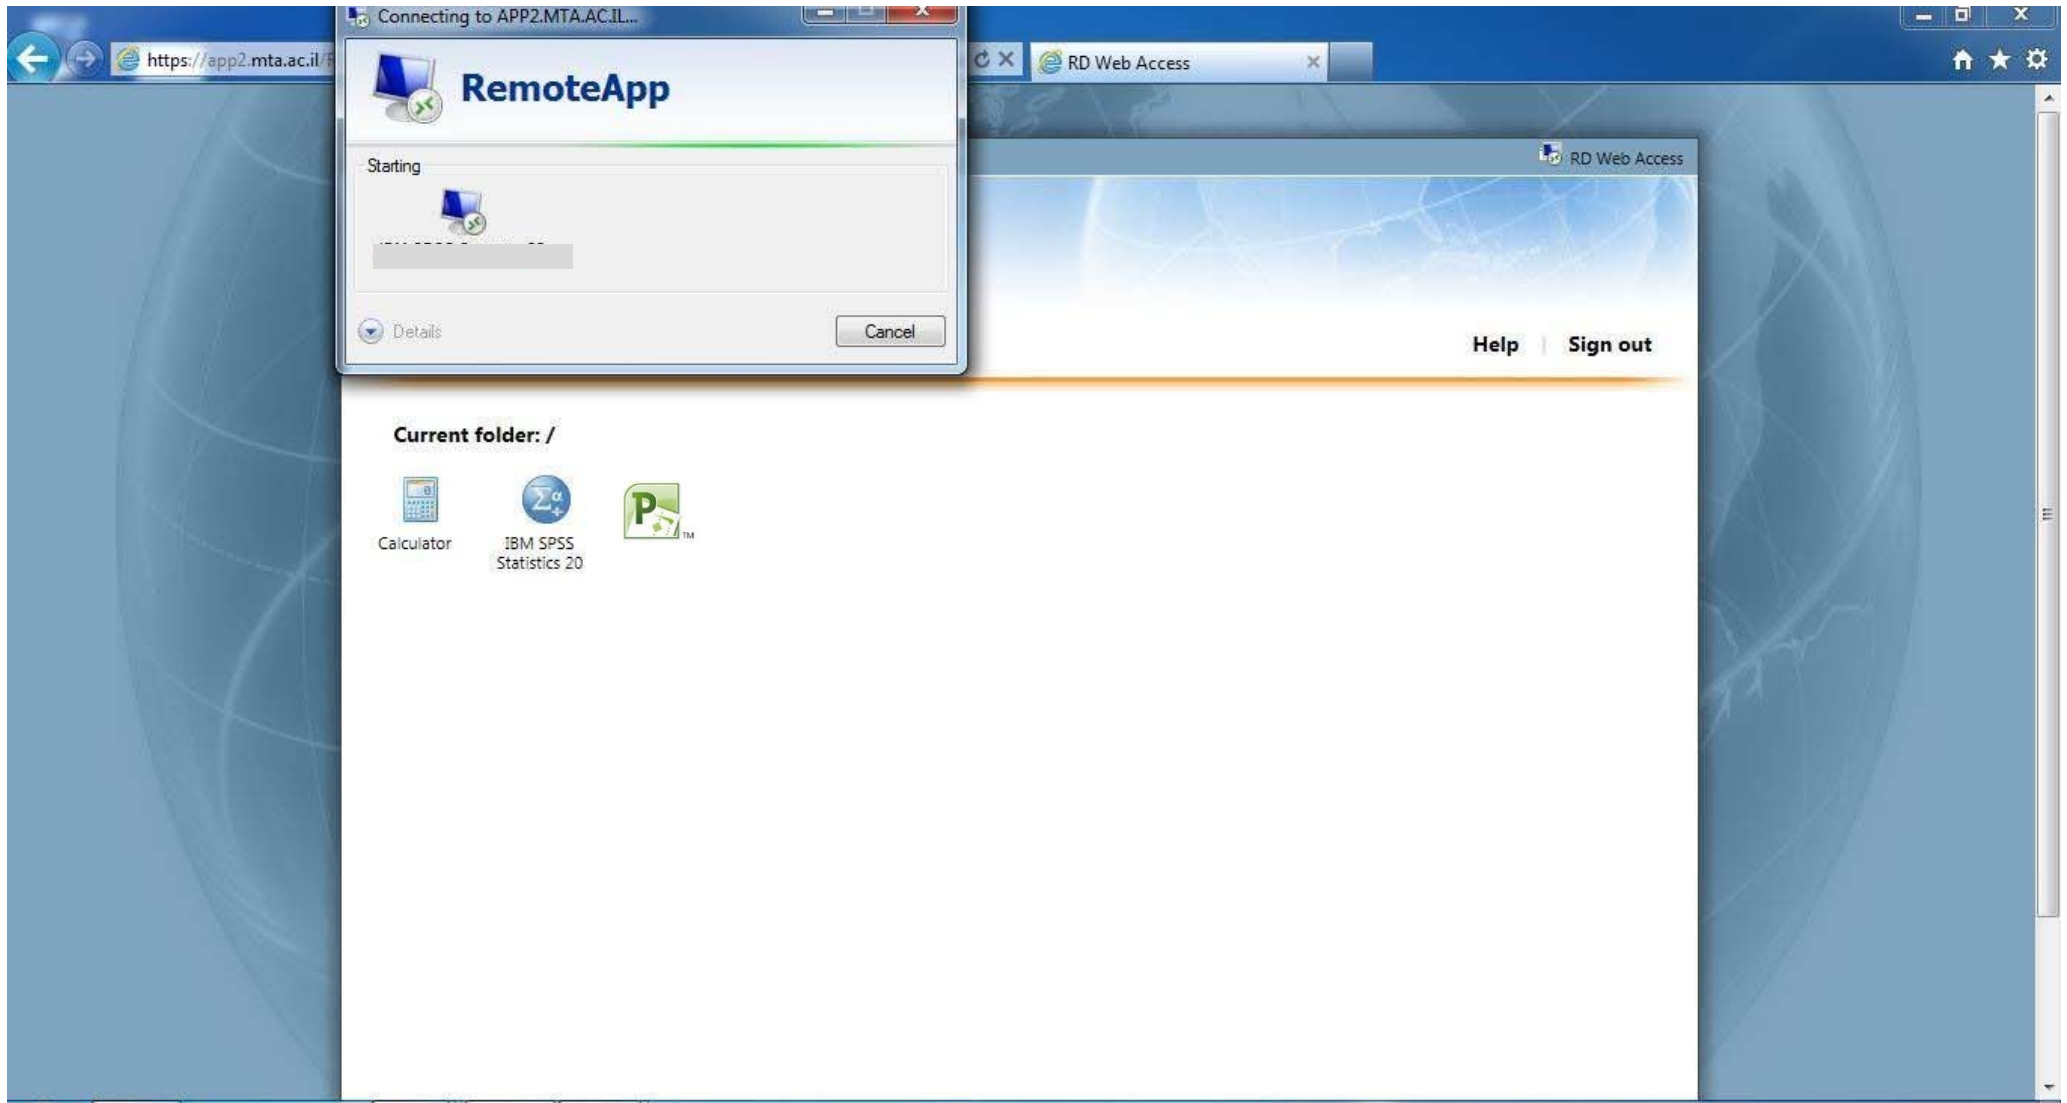 Connecting to APP2.MTA.AC.IL...
https://app2.mta.ac.il/
RD Web Access
RemoteApp
Starting
Details
Cancel
RD Web Access
Help
Sign out
Current folder: /
Calculator
IBM SPSS
Statistics 20
P
TM